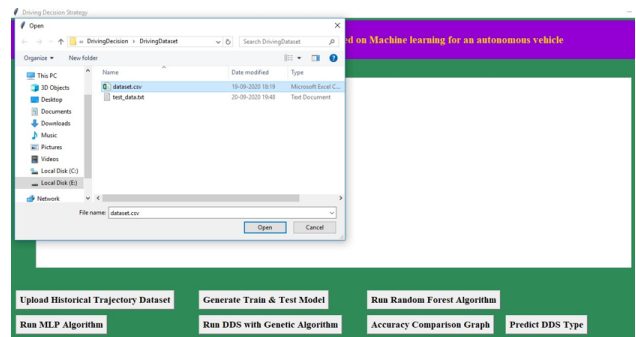 Driving Decision Strategy
Open
ed on Machine learning for an autonomous vehicle
« DrivingDecision › DrivingDataset
Search DrivingDataset
Organize
New folder
Name Date modified Type
This PC
3D Objects
Desktop
Documents
Downloads
Music
Pictures
Videos
Local Disk (C:)
Local Disk (E:)
Network
dataset.csv 19-09-2020 18:19 Microsoft Excel C...
test_data.txt 20-09-2020 19:48 Text Document
File name: dataset.csv
Open Cancel
Upload Historical Trajectory Dataset Generate Train & Test Model Run Random Forest Algorithm
Run MLP Algorithm Run DDS with Genetic Algorithm Accuracy Comparison Graph Predict DDS Type